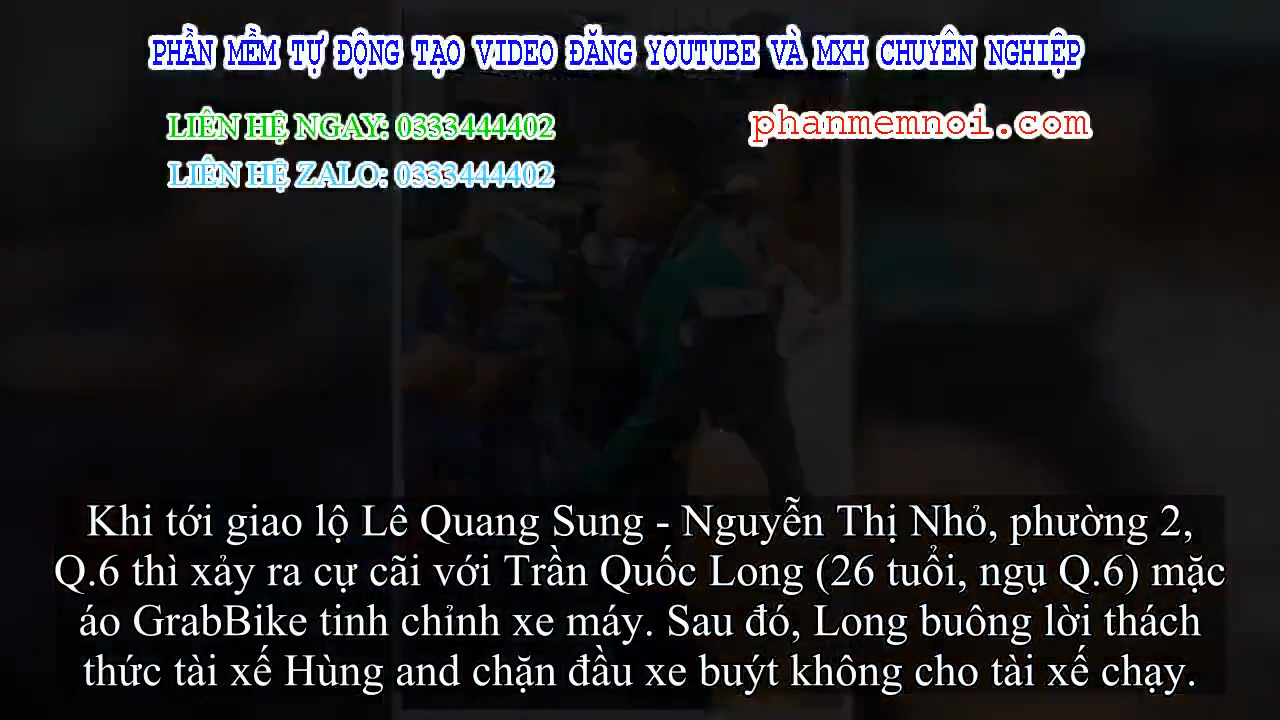 PHẦN MỀM TỰ ĐỘNG TẠO VIDEO ĐĂNG YOUTUBE VÀ MXH CHUYÊN NGHIỆP
LIÊN HỆ NGAY: 0333444402
phanmemnoi.com
LIÊN HỆ ZALO: 0333444402
Khi tới giao lộ Lê Quang Sung - Nguyễn Thị Nhỏ, phường 2,
Q.6 thì xảy ra cự cãi với Trần Quốc Long (26 tuổi, ngụ Q.6) mặc
áo GrabBike tinh chỉnh xe máy. Sau đó, Long buông lời thách
thức tài xế Hùng and chặn đầu xe buýt không cho tài xế chạy.